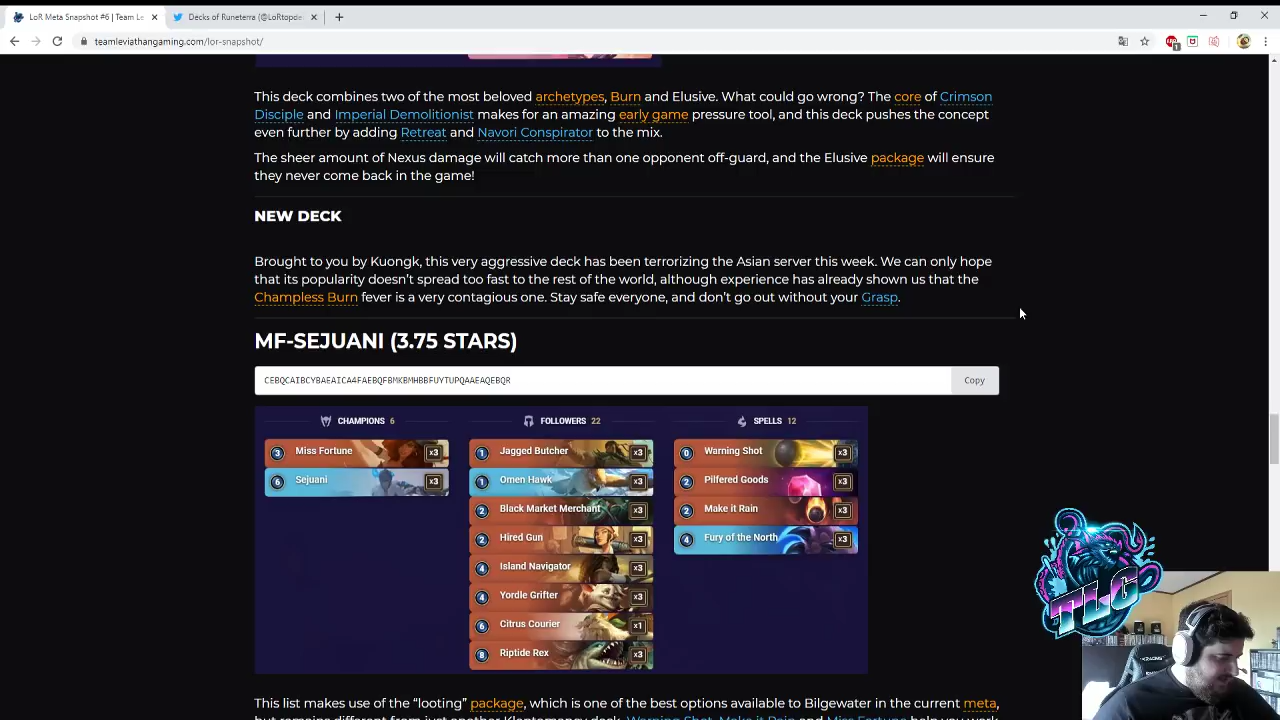 LoR Meta Snapshot #6 | Team Le
Decks of Runeterra (@LoRtopde
teamleviathangaming.com/lor-snapshot/
This deck combines two of the most beloved archetypes, Burn and Elusive. What could go wrong? The core of Crimson
Disciple and Imperial Demolitionist makes for an amazing early game pressure tool, and this deck pushes the concept
even further by adding Retreat and Navori Conspirator to the mix.
The sheer amount of Nexus damage will catch more than one opponent off-guard, and the Elusive package will ensure
they never come back in the game!
NEW DECK
Brought to you by Kuongk, this very aggressive deck has been terrorizing the Asian server this week. We can only hope
that its popularity doesn't spread too fast to the rest of the world, although experience has already shown us that the
Champless Burn fever is a very contagious one. Stay safe everyone, and don't go out without your Grasp.
MF-SEJUANI (3.75 STARS)
CEBQCAIBCYBAEAICA4FAEBQFBMKBMHBBFUYTUPQAAEAQEBQR
Copy
CHAMPIONS 6
3 Miss Fortune x3
6 Sejuani x3
FOLLOWERS 22
1 Jagged Butcher x3
1 Omen Hawk x3
2 Black Market Merchant x3
2 Hired Gun x3
4 Island Navigator x3
4 Yordle Grifter x3
6 Citrus Courier x1
8 Riptide Rex x3
SPELLS 12
0 Warning Shot x3
2 Pilfered Goods x3
2 Make it Rain x3
4 Fury of the North x3
TLG
This list makes use of the “looting” package, which is one of the best options available to Bilgewater in the current meta,